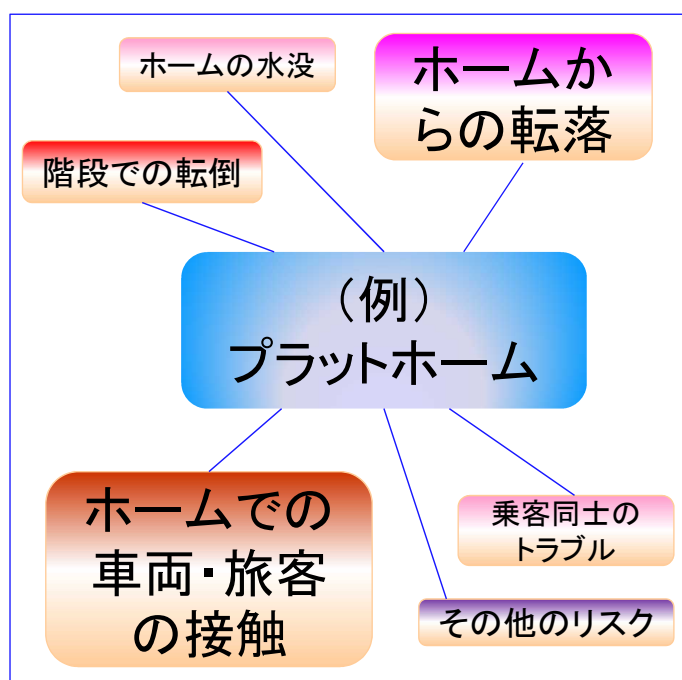 ホームの水没
ホームか
らの転落
階段での転倒
（例）
プラットホーム
ホームでの
車両・旅客
の接触
乗客同士の
トラブル
その他のリスク